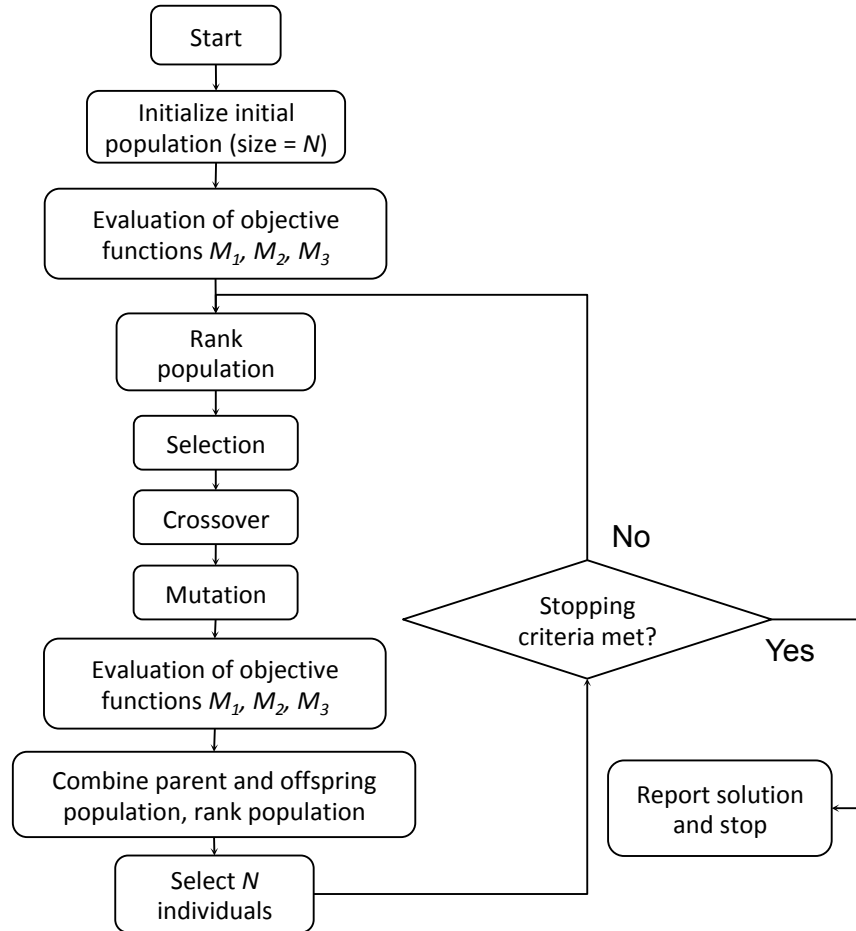 Start
Initialize initial
population (size = N)
Evaluation of objective
functions M₁, M₂, M₃
Rank
population
Selection
Crossover
Mutation
Evaluation of objective
functions M₁, M₂, M₃
Combine parent and offspring
population, rank population
Select N
individuals
No
Stopping
criteria met?
Yes
Report solution
and stop